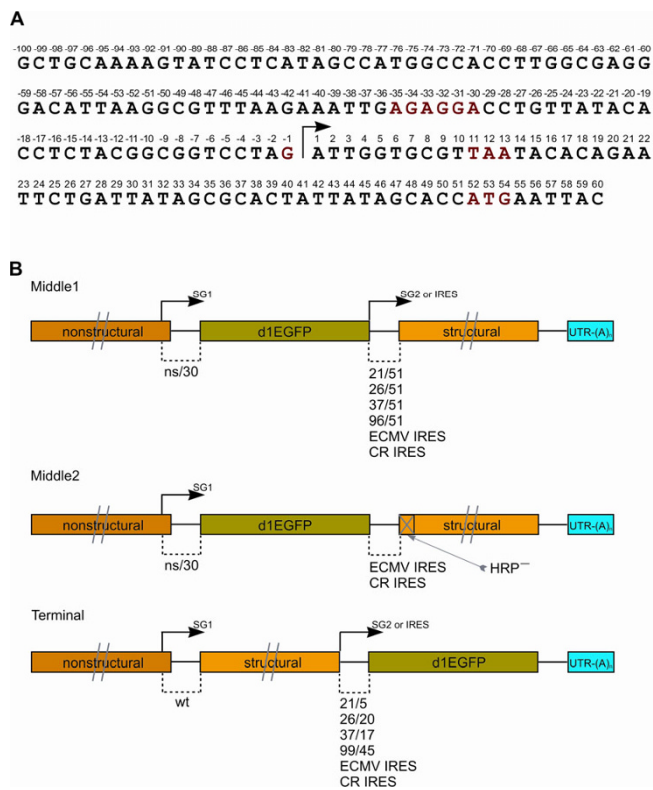 A
-100 -99 -98 -97 -96 -95 -94 -93 -92 -91 -90 -89 -88 -87 -86 -85 -84 -83 -82 -81 -80 -79 -78 -77 -76 -75 -74 -73 -72 -71 -70 -69 -68 -67 -66 -65 -64 -63 -62 -61 -60
GCTGCAAAAGTATCCTCATAGCCATGGCCACCTTGGCGAGG
-59 -58 -57 -56 -55 -54 -53 -52 -51 -50 -49 -48 -47 -46 -45 -44 -43 -42 -41 -40 -39 -38 -37 -36 -35 -34 -33 -32 -31 -30 -29 -28 -27 -26 -25 -24 -23 -22 -21 -20 -19
GACATTAAGGCGTTTAAGAAATTGAGAGGACCTGTTATACA
-18 -17 -16 -15 -14 -13 -12 -11 -10 -9 -8 -7 -6 -5 -4 -3 -2 -1 1 2 3 4 5 6 7 8 9 10 11 12 13 14 15 16 17 18 19 20 21 22
CCTCTACGGCGGTCCTAG ATTGGTGCGTTAATACACAGAA
23 24 25 26 27 28 29 30 31 32 33 34 35 36 37 38 39 40 41 42 43 44 45 46 47 48 49 50 51 52 53 54 55 56 57 58 59 60
TTCTGATTATAGCGCACTATTATAGCACCATGAATTAC
B
Middle1
SG1 SG2 or IRES
nonstructural d1EGFP structural UTR-(A)n
ns/30
21/51
26/51
37/51
96/51
ECMV IRES
CR IRES
Middle2
SG1
nonstructural d1EGFP structural UTR-(A)n
ns/30
ECMV IRES
CR IRES
HRP—
Terminal
SG1 SG2 or IRES
nonstructural structural d1EGFP UTR-(A)n
wt
21/5
26/20
37/17
99/45
ECMV IRES
CR IRES